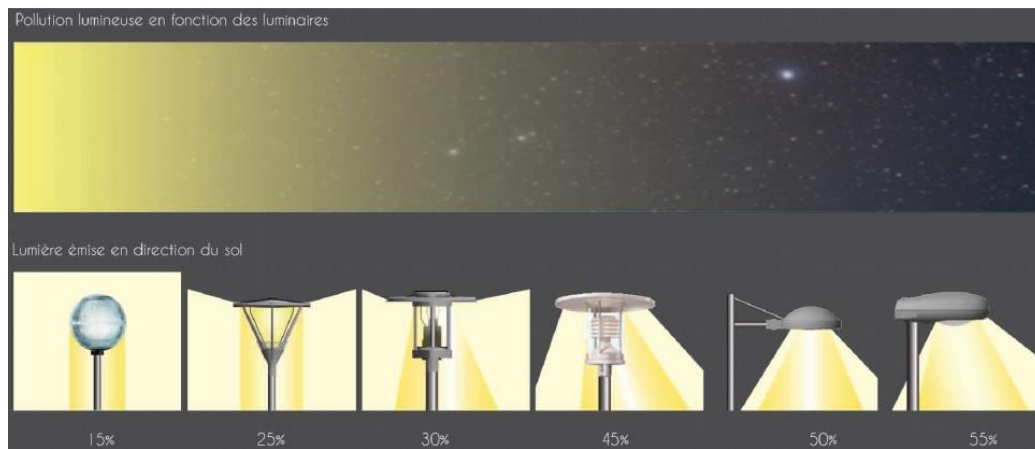 Pollution lumineuse en fonction des luminaires
Lumière émise en direction du sol
15% 25% 30% 45% 50% 55%